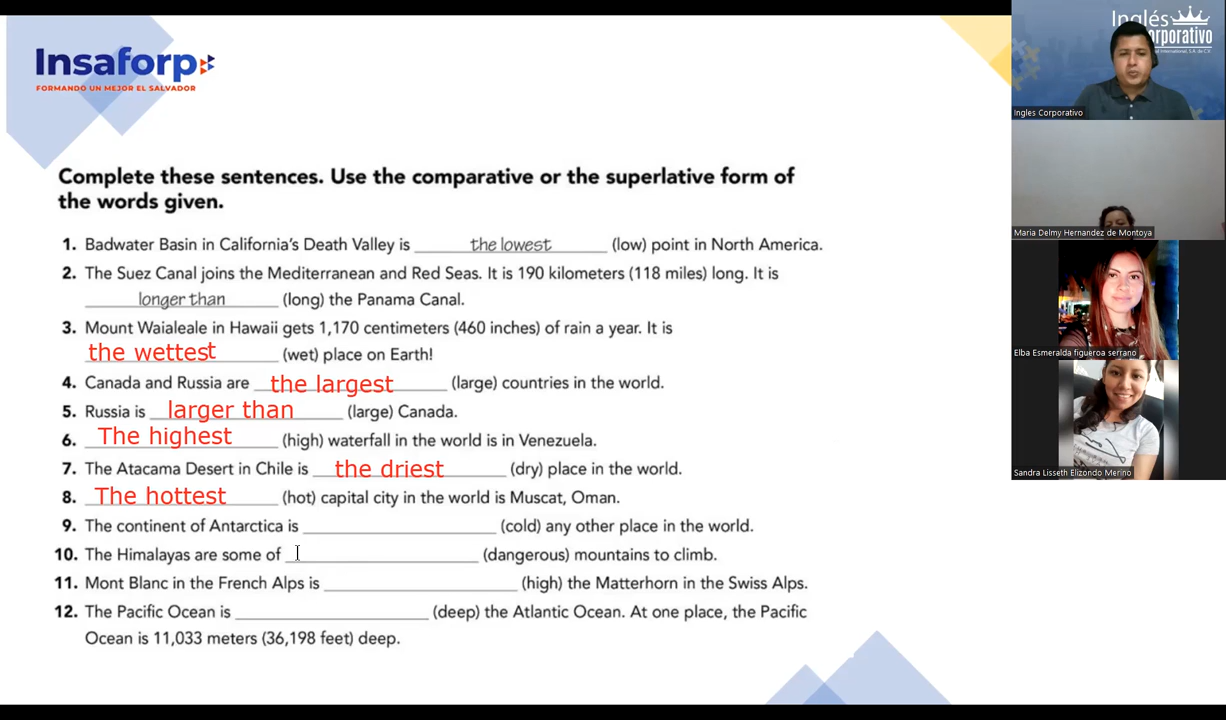 Insaforp
FORMANDO UN MEJOR EL SALVADOR
Inglés
Corporativo
Ingles Corporativo
Maria Delmy Hernandez de Montoya
Elba Esmeralda figueroa serrano
Sandra Lisseth Elizondo Merino
Complete these sentences. Use the comparative or the superlative form of
the words given.
1. Badwater Basin in California's Death Valley is the lowest (low) point in North America.
2. The Suez Canal joins the Mediterranean and Red Seas. It is 190 kilometers (118 miles) long. It is
longer than (long) the Panama Canal.
3. Mount Waialeale in Hawaii gets 1,170 centimeters (460 inches) of rain a year. It is
the wettest (wet) place on Earth!
4. Canada and Russia are the largest (large) countries in the world.
5. Russia is larger than (large) Canada.
6. The highest (high) waterfall in the world is in Venezuela.
7. The Atacama Desert in Chile is the driest (dry) place in the world.
8. The hottest (hot) capital city in the world is Muscat, Oman.
9. The continent of Antarctica is (cold) any other place in the world.
10. The Himalayas are some of (dangerous) mountains to climb.
11. Mont Blanc in the French Alps is (high) the Matterhorn in the Swiss Alps.
12. The Pacific Ocean is (deep) the Atlantic Ocean. At one place, the Pacific
Ocean is 11,033 meters (36,198 feet) deep.